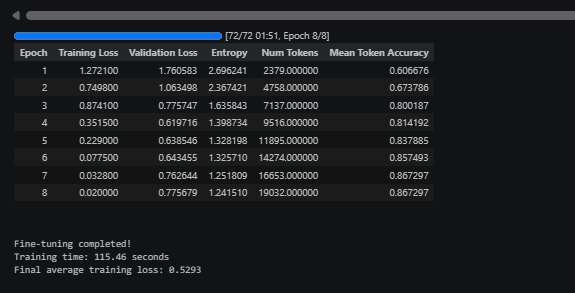 [72/72 01:51, Epoch 8/8]
Epoch Training Loss Validation Loss Entropy Num Tokens Mean Token Accuracy
1 1.272100 1.760583 2.696241 2379.000000 0.606676
2 0.749800 1.063498 2.367421 4758.000000 0.673786
3 0.874100 0.775747 1.635843 7137.000000 0.800187
4 0.351500 0.619716 1.398734 9516.000000 0.814192
5 0.229000 0.638546 1.328198 11895.000000 0.837885
6 0.077500 0.643455 1.325710 14274.000000 0.857493
7 0.032800 0.762644 1.251809 16653.000000 0.867297
8 0.020000 0.775679 1.241510 19032.000000 0.867297
Fine-tuning completed!
Training time: 115.46 seconds
Final average training loss: 0.5293